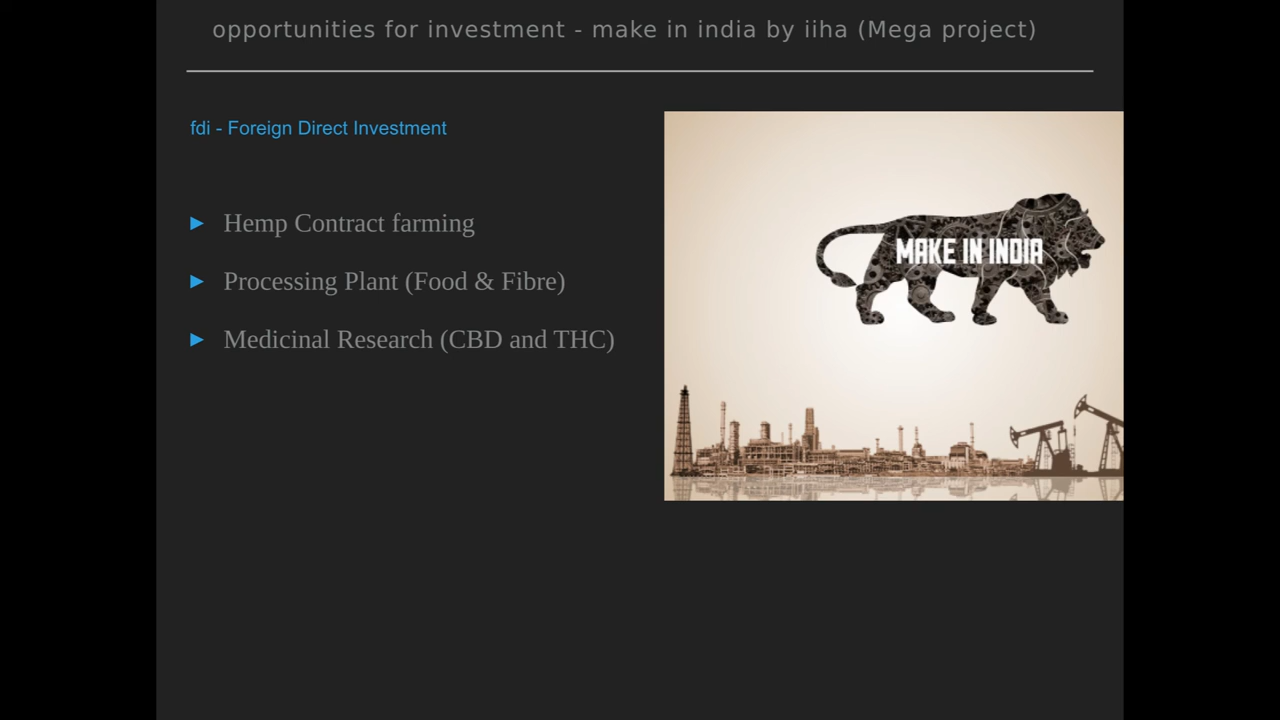 opportunities for investment - make in india by iiha (Mega project)
fdi - Foreign Direct Investment
Hemp Contract farming
Processing Plant (Food & Fibre)
Medicinal Research (CBD and THC)
MAKE IN INDIA